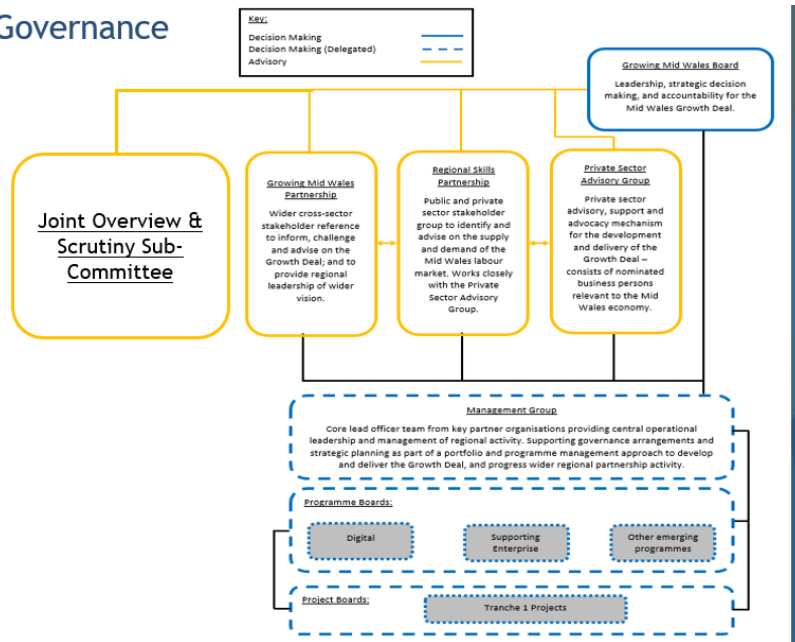 Governance
Key:
Decision Making
Decision Making (Delegated)
Advisory
Growing Mid Wales Board
Leadership, strategic decision
making, and accountability for the
Mid Wales Growth Deal.
Joint Overview &
Scrutiny Sub-
Committee
Growing Mid Wales
Partnership
Wider cross-sector
stakeholder reference
to inform, challenge
and advise on the
Growth Deal; and to
provide regional
leadership of wider
vision.
Regional Skills
Partnership
Public and private
sector stakeholder
group to identify and
advise on the supply
and demand of the
Mid Wales labour
market. Works closely
with the Private
Sector Advisory
Group.
Private Sector
Advisory Group
Private sector
advisory, support and
advocacy mechanism
for the development
and delivery of the
Growth Deal –
consists of nominated
business persons
relevant to the Mid
Wales economy.
Management Group
Core lead officer team from key partner organisations providing central operational
leadership and management of regional activity. Supporting governance arrangements and
strategic planning as part of a portfolio and programme management approach to develop
and deliver the Growth Deal, and progress wider regional partnership activity.
Programme Boards:
Digital
Supporting
Enterprise
Other emerging
programmes
Project Boards:
Tranche 1 Projects